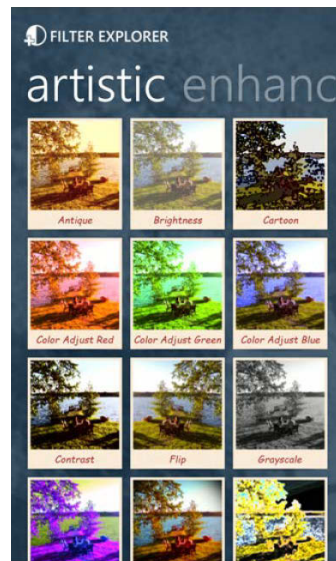 FILTER EXPLORER
artistic enhanc
Antique Brightness Cartoon
Color Adjust Red Color Adjust Green Color Adjust Blue
Contrast Flip Grayscale